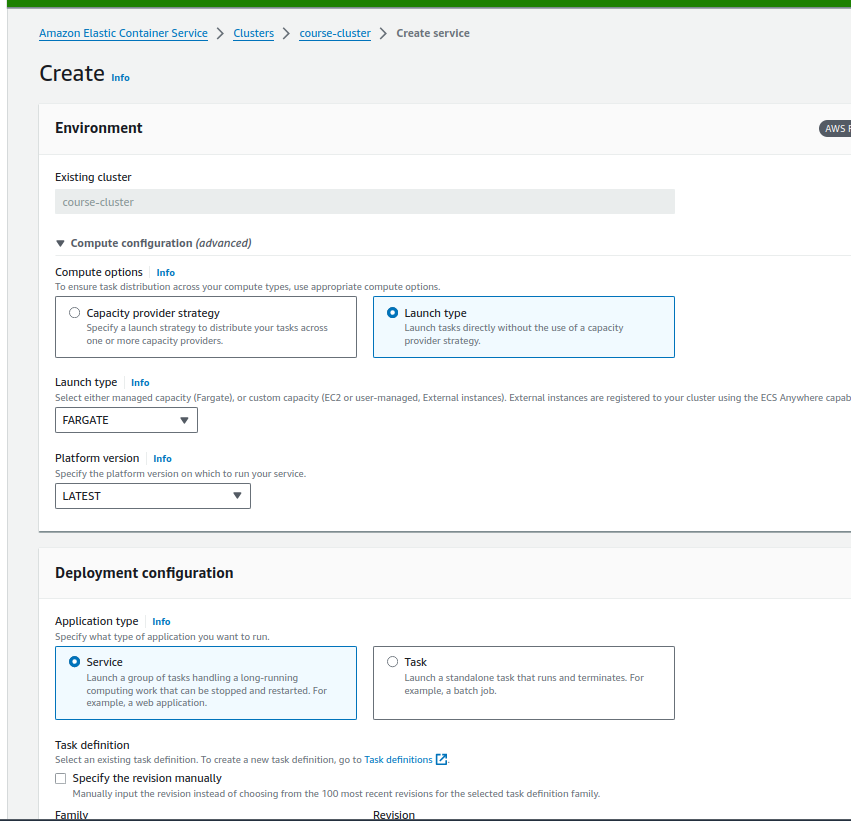 Amazon Elastic Container Service > Clusters > course-cluster > Create service
Create Info
Environment
AWS F
Existing cluster
course-cluster
Compute configuration (advanced)
Compute options Info
To ensure task distribution across your compute types, use appropriate compute options.
Capacity provider strategy
Specify a launch strategy to distribute your tasks across
one or more capacity providers.
Launch type
Launch tasks directly without the use of a capacity
provider strategy.
Launch type Info
Select either managed capacity (Fargate), or custom capacity (EC2 or user-managed, External instances). External instances are registered to your cluster using the ECS Anywhere capab
FARGATE
Platform version Info
Specify the platform version on which to run your service.
LATEST
Deployment configuration
Application type Info
Specify what type of application you want to run.
Service
Launch a group of tasks handling a long-running
computing work that can be stopped and restarted. For
example, a web application.
Task
Launch a standalone task that runs and terminates. For
example, a batch job.
Task definition
Select an existing task definition. To create a new task definition, go to Task definitions.
Specify the revision manually
Manually input the revision instead of choosing from the 100 most recent revisions for the selected task definition family.
Family Revision